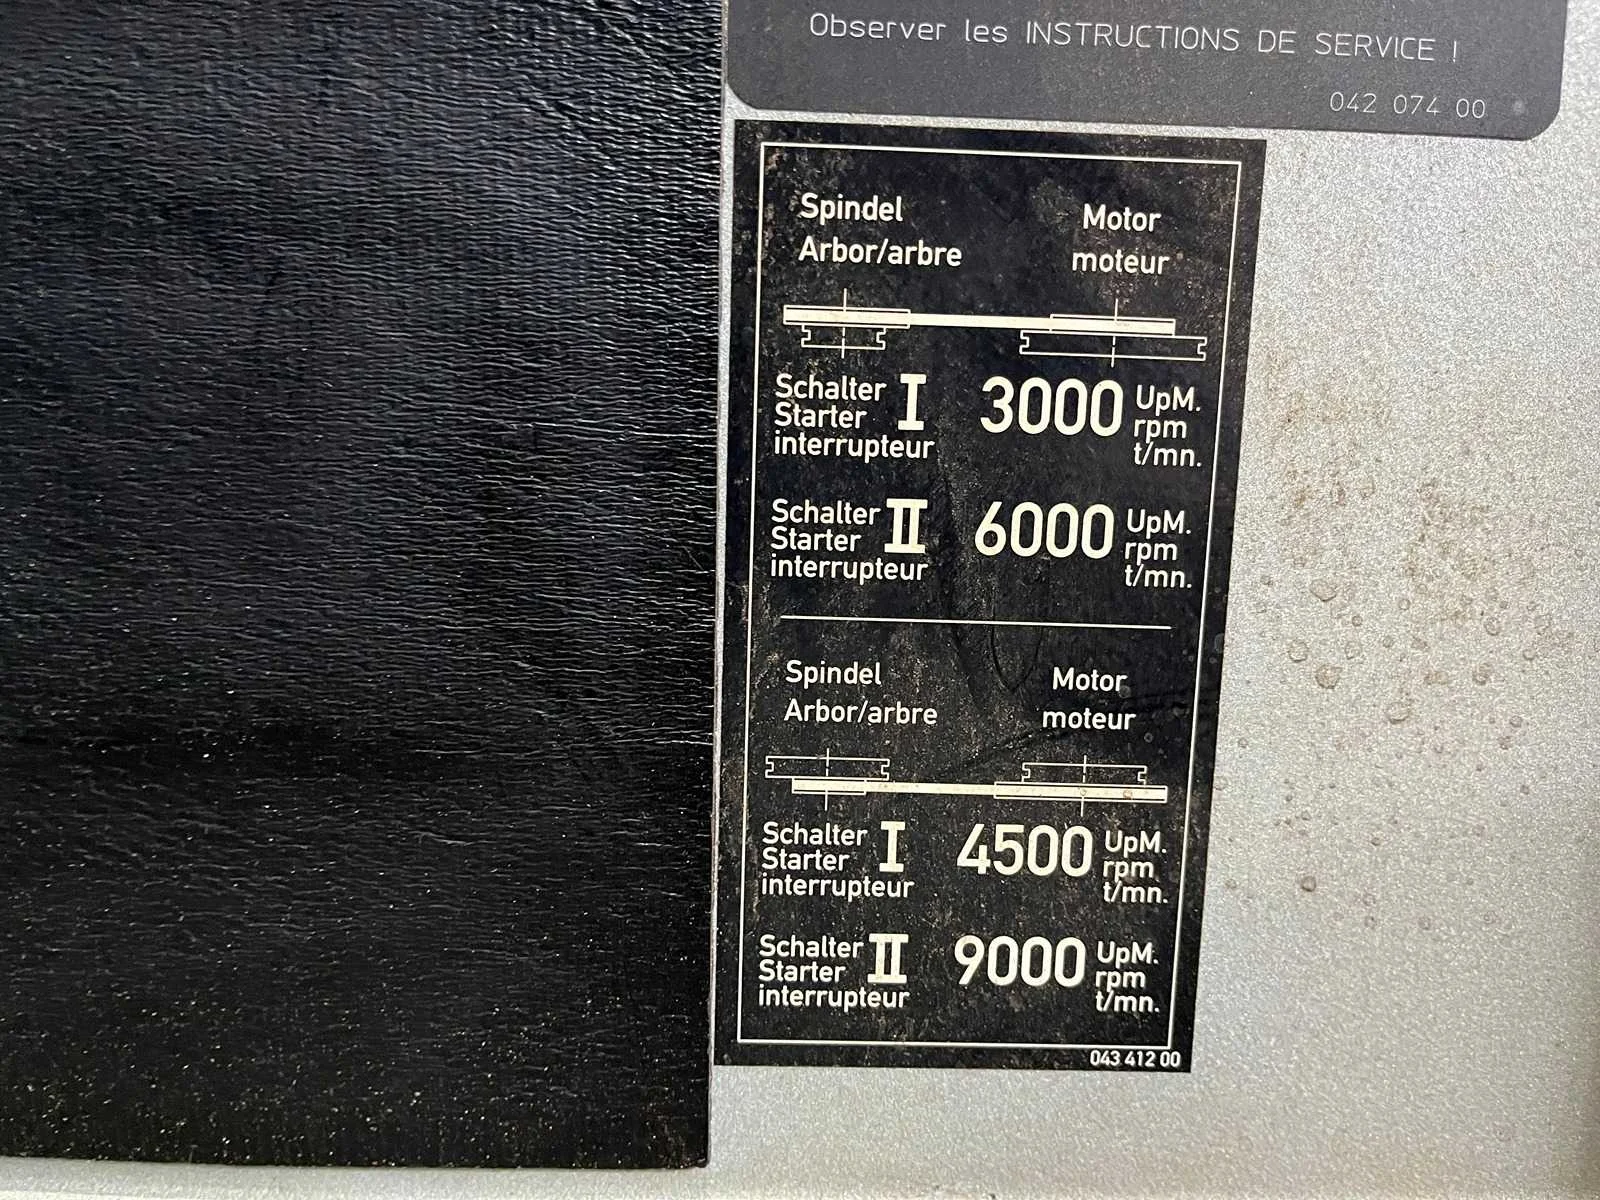 Observer les INSTRUCTIONS DE SERVICE !
042 074 00
Spindel Motor
Arbor/arbre moteur
Schalter I 3000 UpM.
Starter rpm
interrupteur t/mn.
Schalter II 6000 UpM.
Starter rpm
interrupteur t/mn.
Spindel Motor
Arbor/arbre moteur
Schalter I 4500 UpM.
Starter rpm
interrupteur t/mn.
Schalter II 9000 UpM.
Starter rpm
interrupteur t/mn.
043 412 00